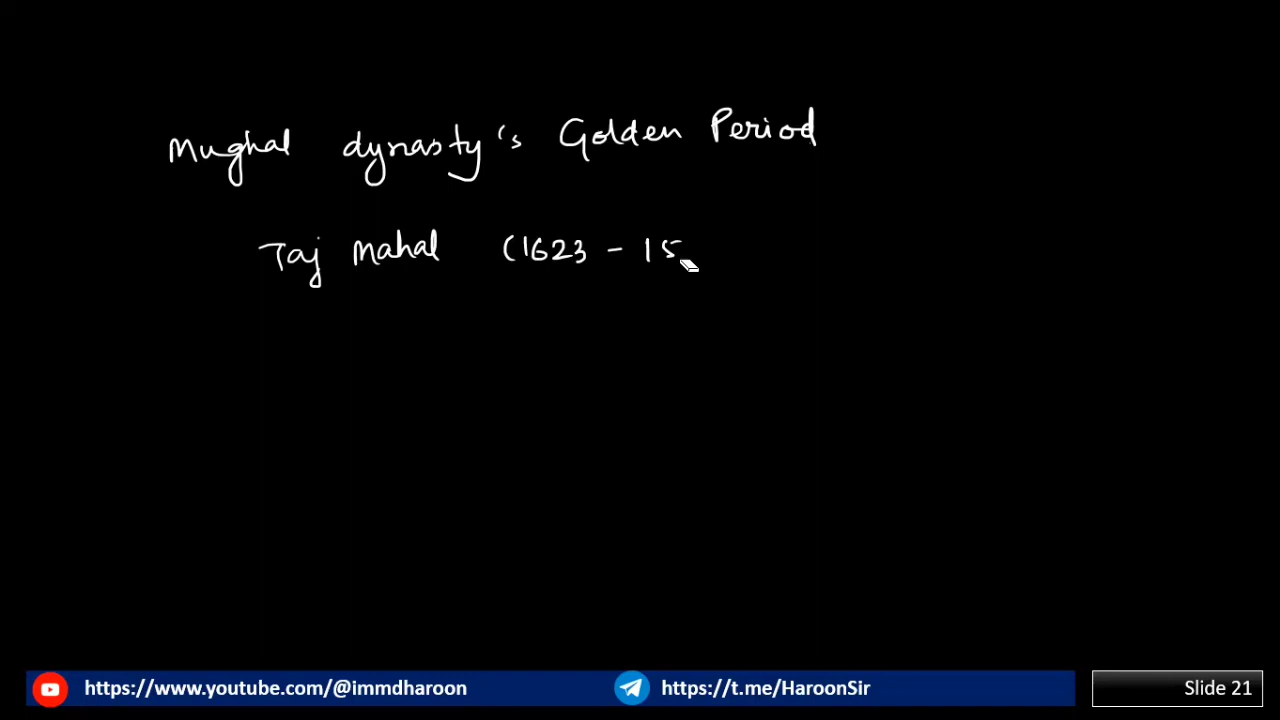 Mughal dynasty's Golden Period
Taj Mahal (1623 - 15
https://www.youtube.com/@immdharoon
https://t.me/HaroonSir
Slide 21